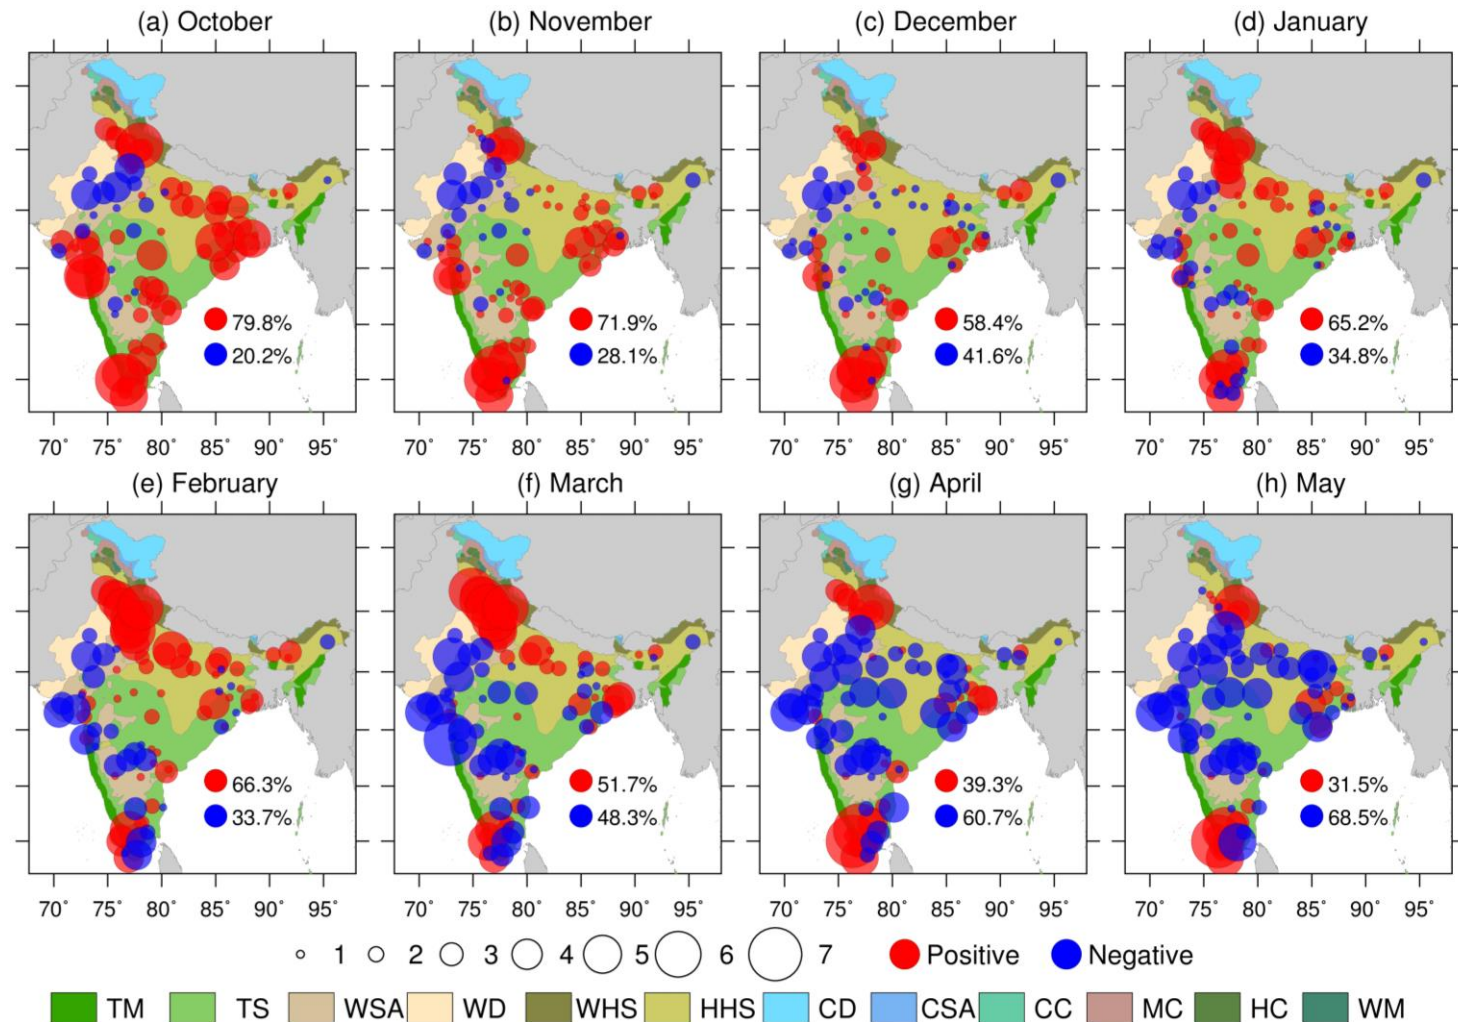 (a) October
(b) November
(c) December
(d) January
79.8%
20.2%
71.9%
28.1%
58.4%
41.6%
65.2%
34.8%
70° 75° 80° 85° 90° 95°
70° 75° 80° 85° 90° 95°
70° 75° 80° 85° 90° 95°
70° 75° 80° 85° 90° 95°
(e) February
(f) March
(g) April
(h) May
66.3%
33.7%
51.7%
48.3%
39.3%
60.7%
31.5%
68.5%
70° 75° 80° 85° 90° 95°
70° 75° 80° 85° 90° 95°
70° 75° 80° 85° 90° 95°
70° 75° 80° 85° 90° 95°
1 2 3 4 5 6 7 Positive Negative
TM TS WSA WD WHS HHS CD CSA CC MC HC WM